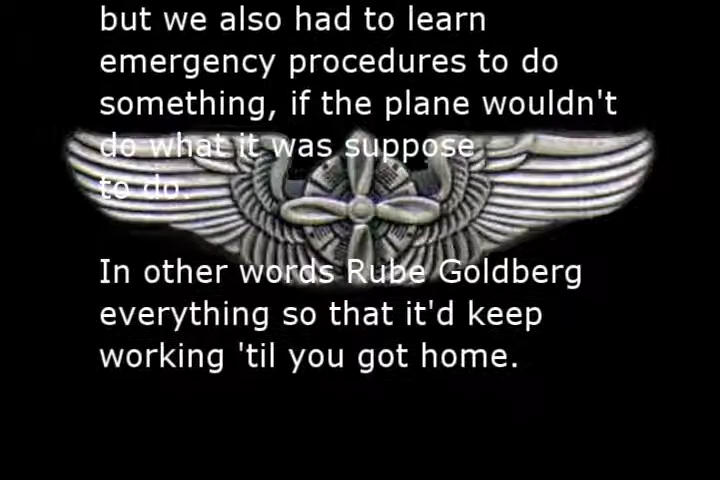 but we also had to learn
emergency procedures to do
something, if the plane wouldn't
do what it was suppose
to do.
In other words Rube Goldberg
everything so that it'd keep
working 'til you got home.